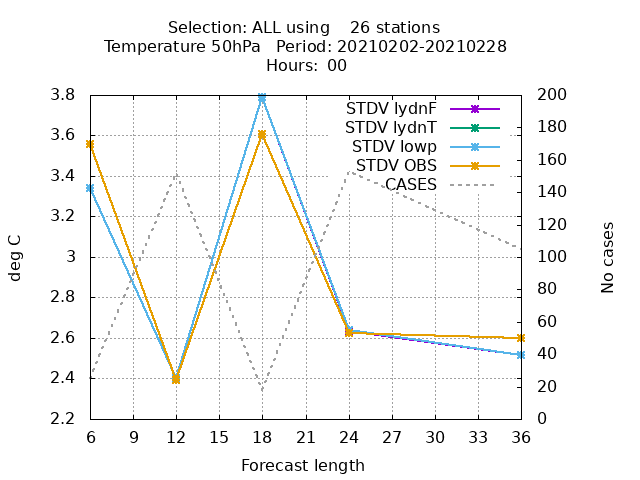 Selection: ALL using    26 stations
Temperature 50hPa   Period: 20210202-20210228
Hours:  00
3.8
3.6
3.4
3.2
3
2.8
2.6
2.4
2.2
deg C
STDV lydnF
STDV lydnT
STDV lowp
STDV OBS
CASES
200
180
160
140
120
100
80
60
40
20
0
No cases
6 9 12 15 18 21 24 27 30 33 36
Forecast length